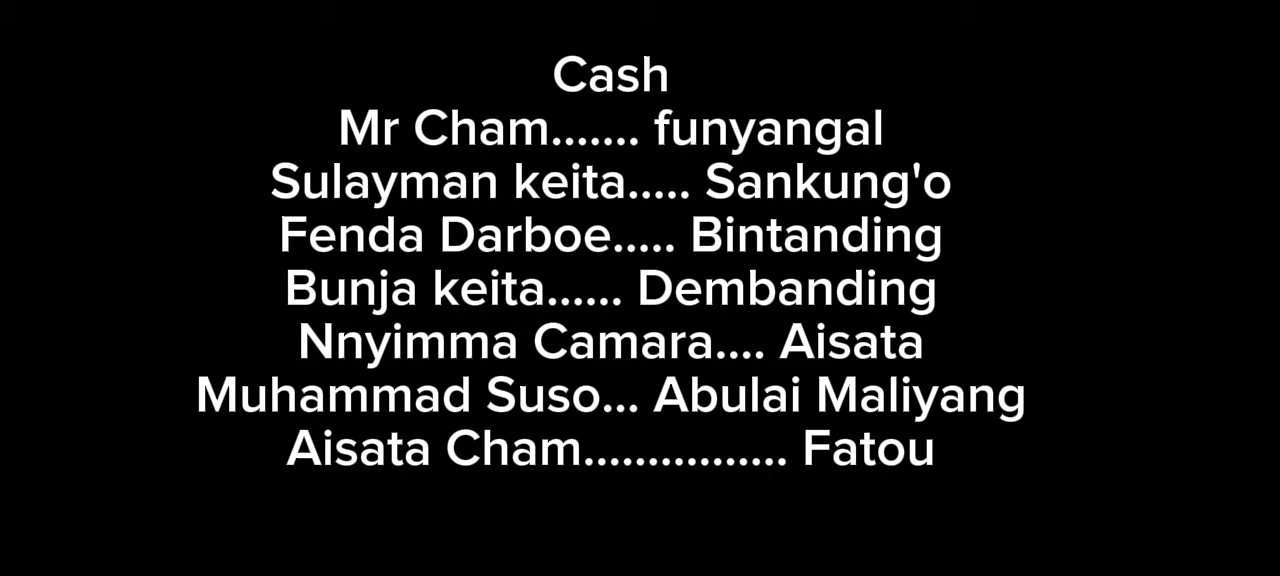 Cash
Mr Cham....... funyangal
Sulayman keita..... Sankung'o
Fenda Darboe..... Bintanding
Bunja keita...... Dembanding
Nnyimma Camara.... Aisata
Muhammad Suso... Abulai Maliyang
Aisata Cham................ Fatou